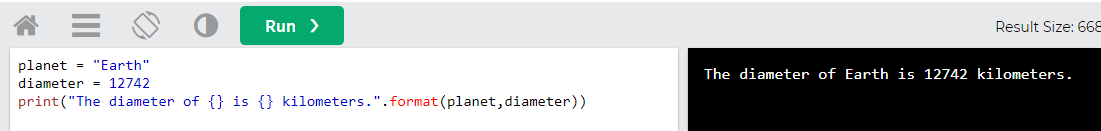 Run ❯
Result Size: 668
planet = "Earth"
diameter = 12742
print("The diameter of {} is {} kilometers.".format(planet,diameter))
The diameter of Earth is 12742 kilometers.